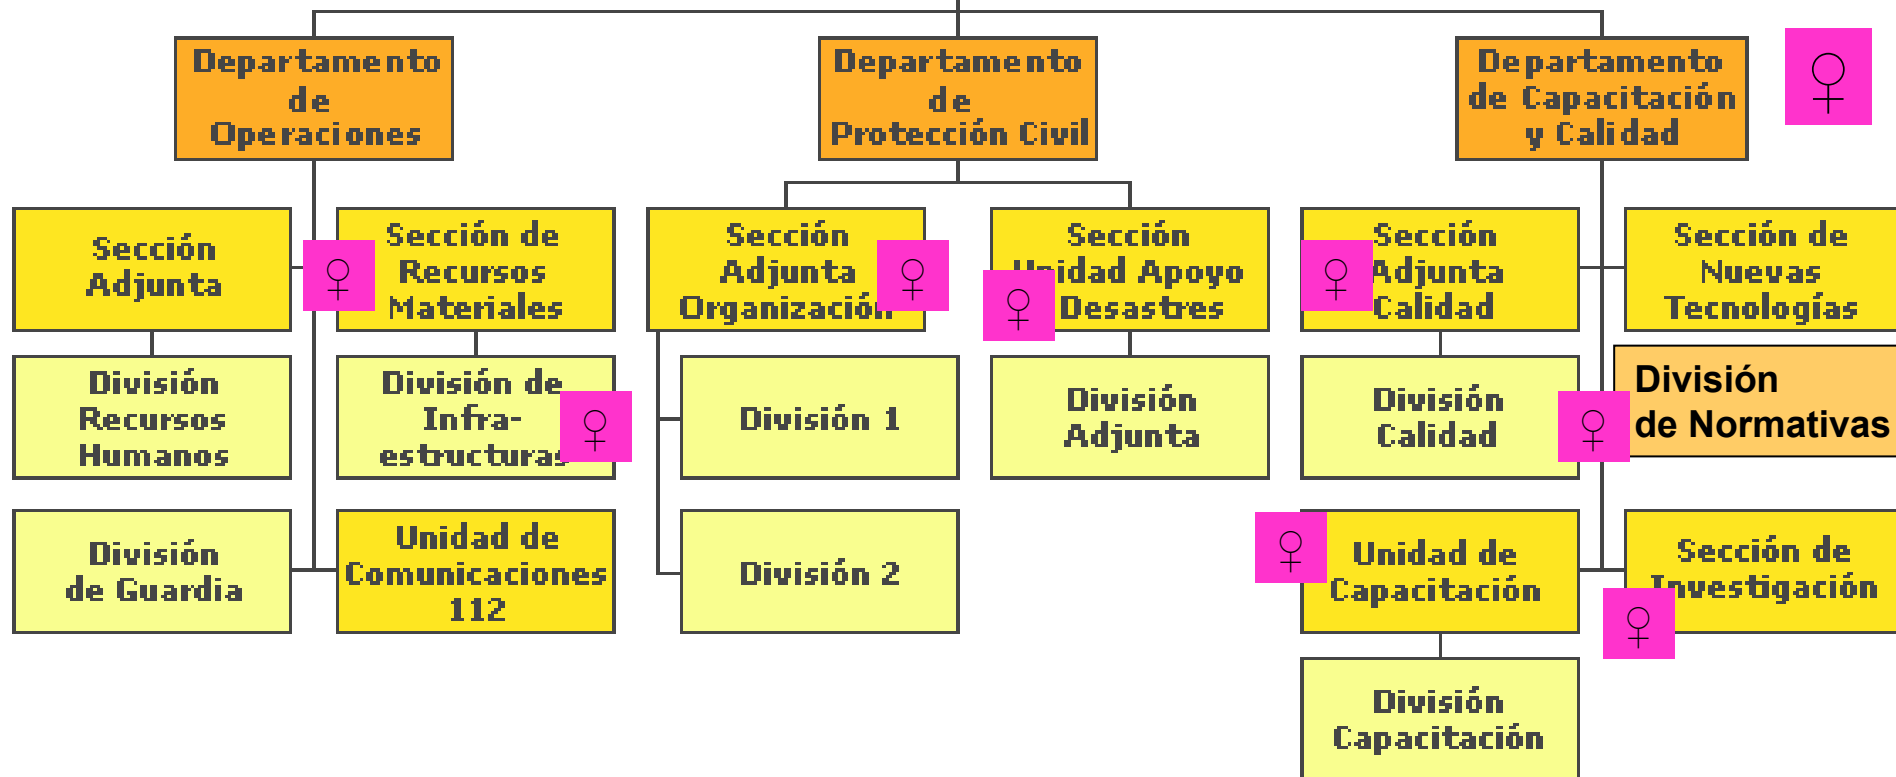 Departamento
de
Operaciones
Departamento
de
Protección Civil
Departamento
de Capacitación
y Calidad
♀
Sección
Adjunta
♀
Sección de
Recursos
Materiales
Sección
Adjunta
Organización
♀
Sección
Unidad Apoyo
Desastres
♀
Sección
Adjunta
Calidad
♀
Sección de
Nuevas
Tecnologías
División
Recursos
Humanos
División de
Infra-
estructuras
♀
División 1
División
Adjunta
División
Calidad
♀
División
de Normativas
División
de Guardia
Unidad de
Comunicaciones
112
División 2
♀
Unidad de
Capacitación
Sección de
Investigación
♀
División
Capacitación